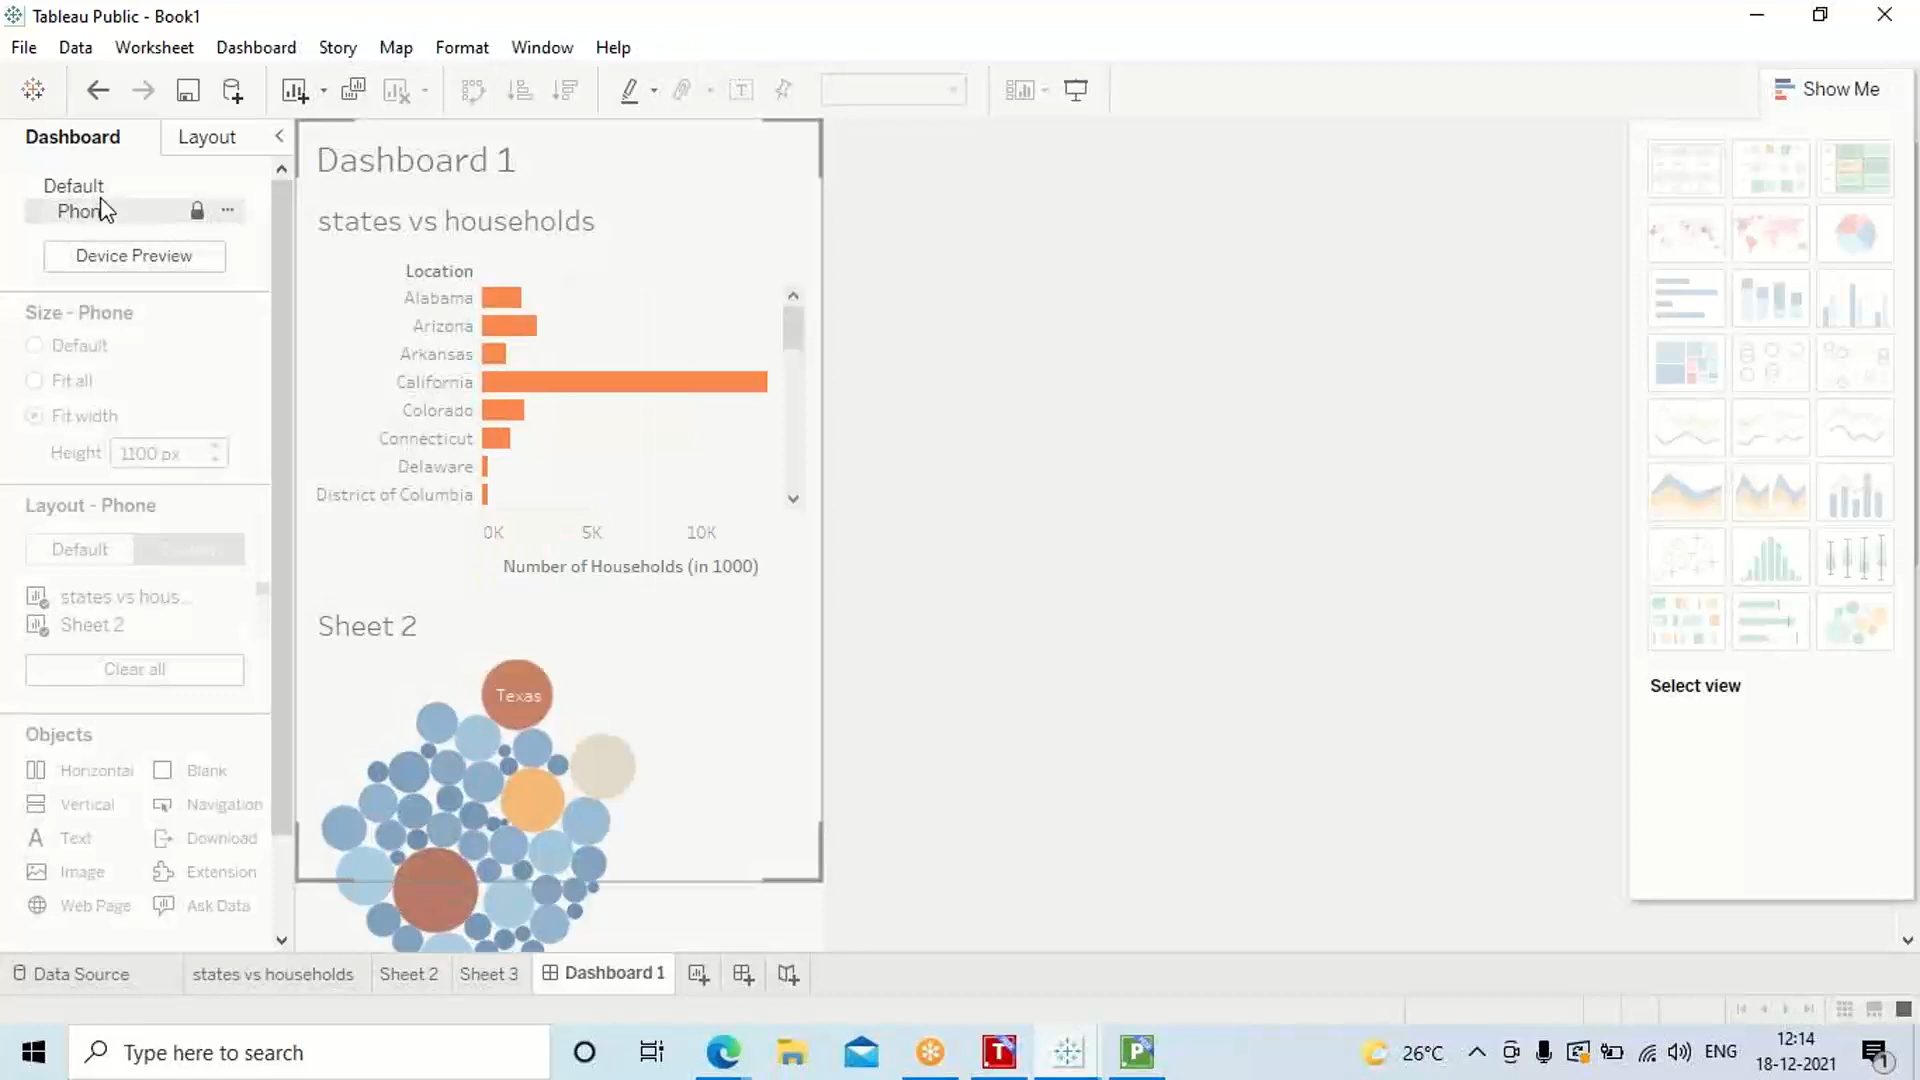 Tableau Public - Book1
File Data Worksheet Dashboard Story Map Format Window Help
Show Me
Dashboard Layout
Default
Phon
Device Preview
Size - Phone
Default
Fit all
Fit width
Height 1100 px
Layout - Phone
Default
states vs hous...
Sheet 2
Clear all
Objects
Horizontal Blank
Vertical Navigation
Text Download
Image Extension
Web Page Ask Data
Dashboard 1
states vs households
Location
Alabama
Arizona
Arkansas
California
Colorado
Connecticut
Delaware
District of Columbia
0K 5K 10K
Number of Households (in 1000)
Sheet 2
Texas
Select view
Data Source states vs households Sheet 2 Sheet 3 Dashboard 1
Type here to search
T
P
26°C
ENG
12:14
18-12-2021
1